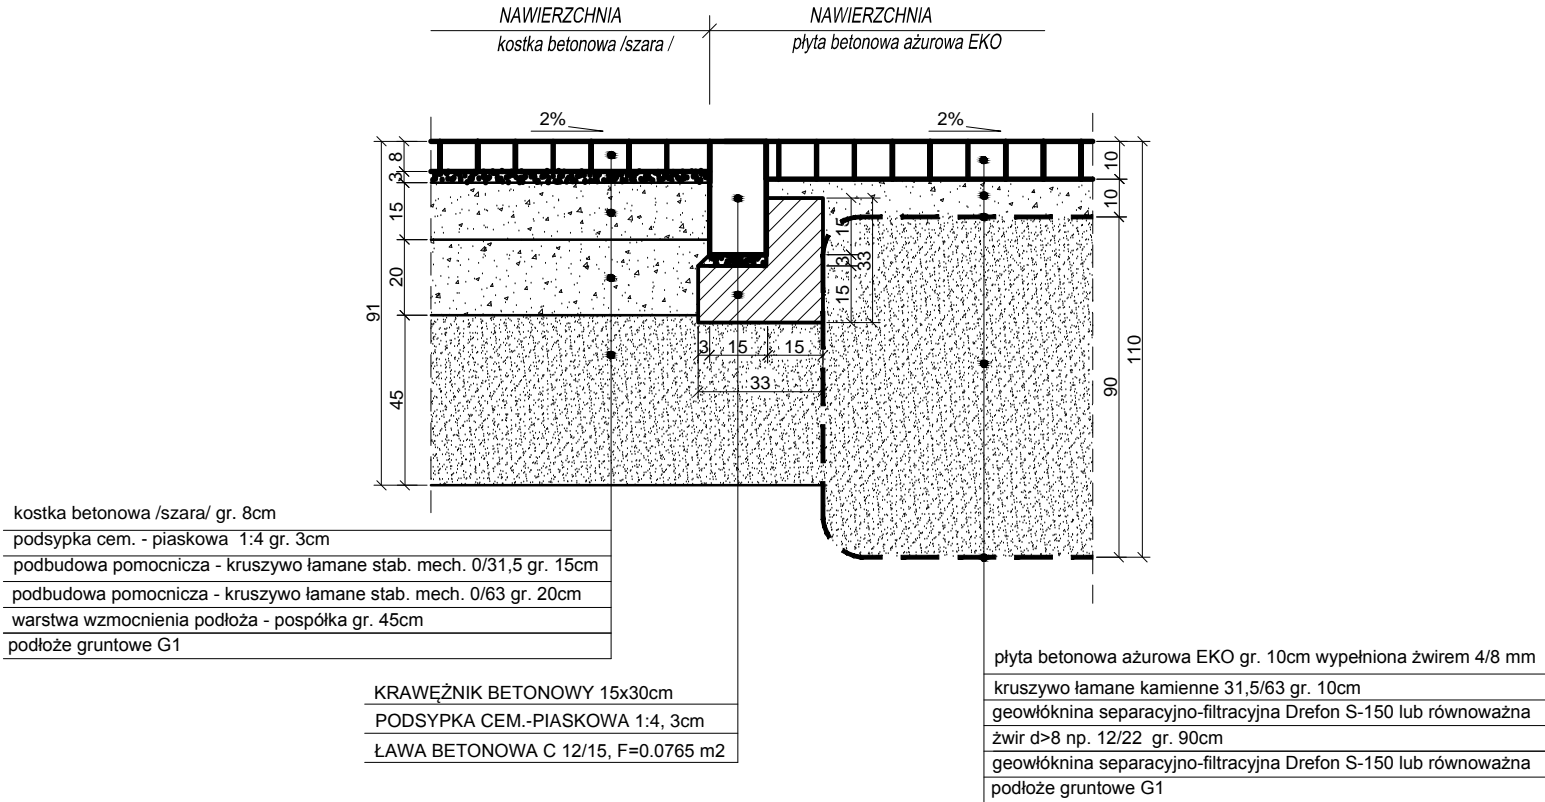 NAWIERZCHNIA
kostka betonowa /szara /
NAWIERZCHNIA
płyta betonowa ażurowa EKO
2%
2%
8
3
15
20
45
91
15
3
15
33
3
15
15
33
10
10
90
110
kostka betonowa /szara/ gr. 8cm
podsypka cem. - piaskowa 1:4 gr. 3cm
podbudowa pomocnicza - kruszywo łamane stab. mech. 0/31,5 gr. 15cm
podbudowa pomocnicza - kruszywo łamane stab. mech. 0/63 gr. 20cm
warstwa wzmocnienia podłoża - pospółka gr. 45cm
podłoże gruntowe G1
KRAWĘŻNIK BETONOWY 15x30cm
PODSYPKA CEM.-PIASKOWA 1:4, 3cm
ŁAWA BETONOWA C 12/15, F=0.0765 m2
płyta betonowa ażurowa EKO gr. 10cm wypełniona żwirem 4/8 mm
kruszywo łamane kamienne 31,5/63 gr. 10cm
geowłóknina separacyjno-filtracyjna Drefon S-150 lub równoważna
żwir d>8 np. 12/22 gr. 90cm
geowłóknina separacyjno-filtracyjna Drefon S-150 lub równoważna
podłoże gruntowe G1